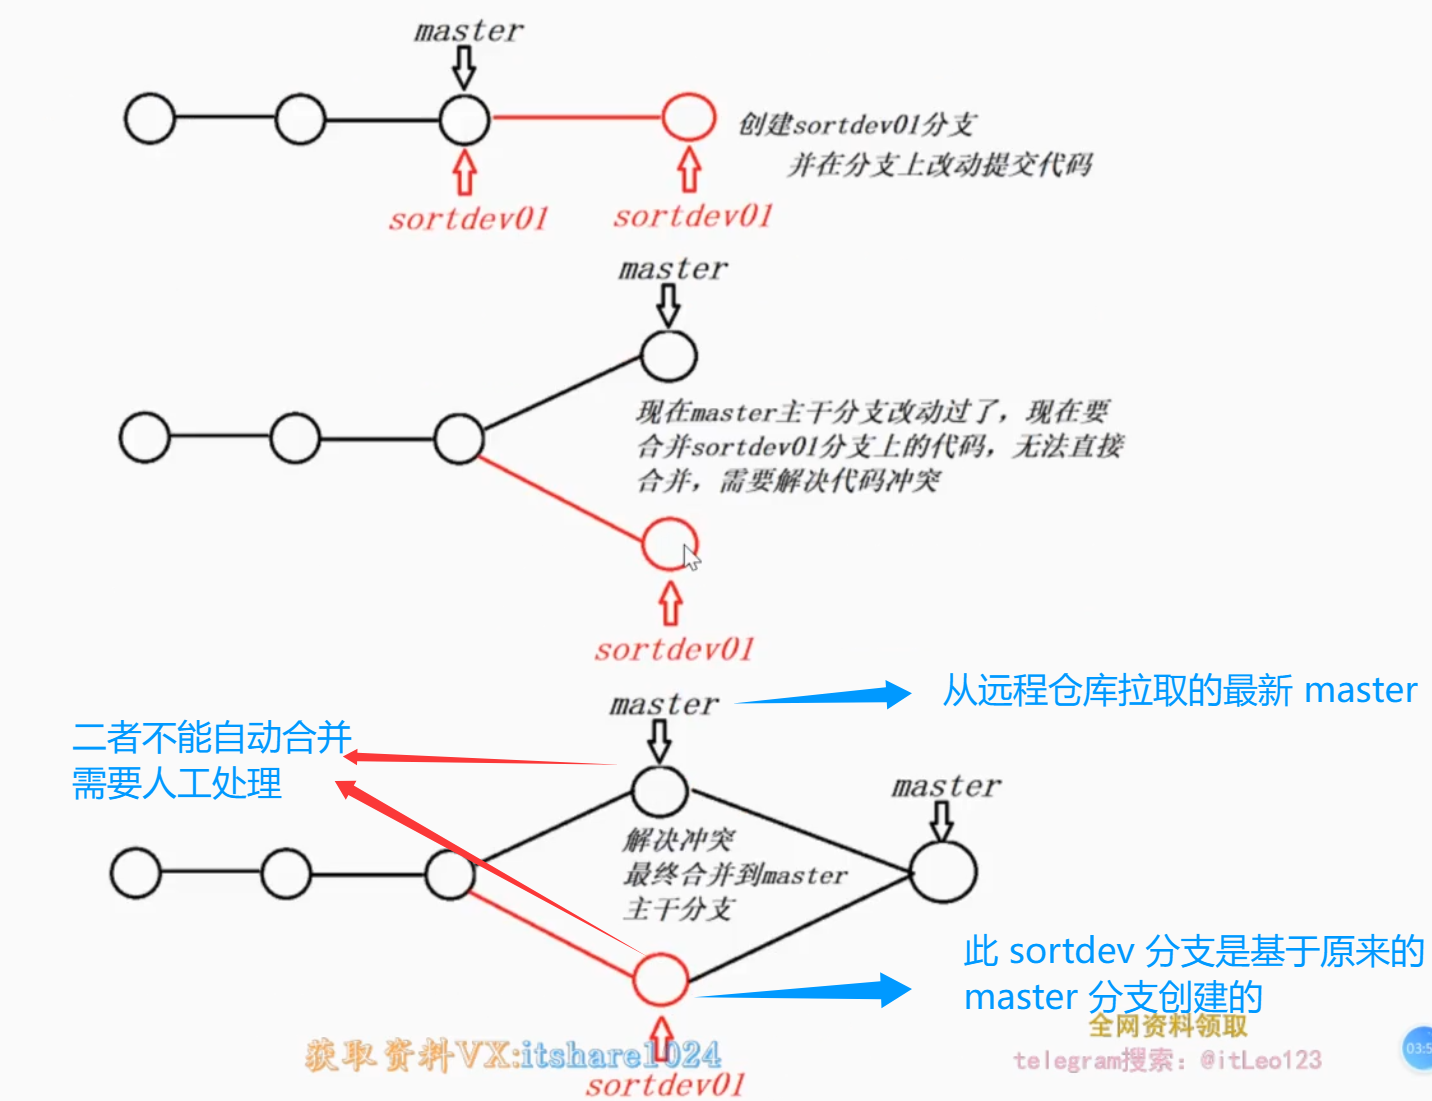 master
创建sortdev01分支
并在分支上改动提交代码
sortdev01
sortdev01
master
现在master主干分支改动过了，现在要
合并sortdev01分支上的代码，无法直接
合并，需要解决代码冲突
sortdev01
master
从远程仓库拉取的最新 master
二者不能自动合并
需要人工处理
master
解决冲突
最终合并到master
主干分支
此 sortdev 分支是基于原来的
master 分支创建的
全网资料领取
获取资料VX:itshare1024
telegram搜索：@itLeo123
03:5
sortdev01